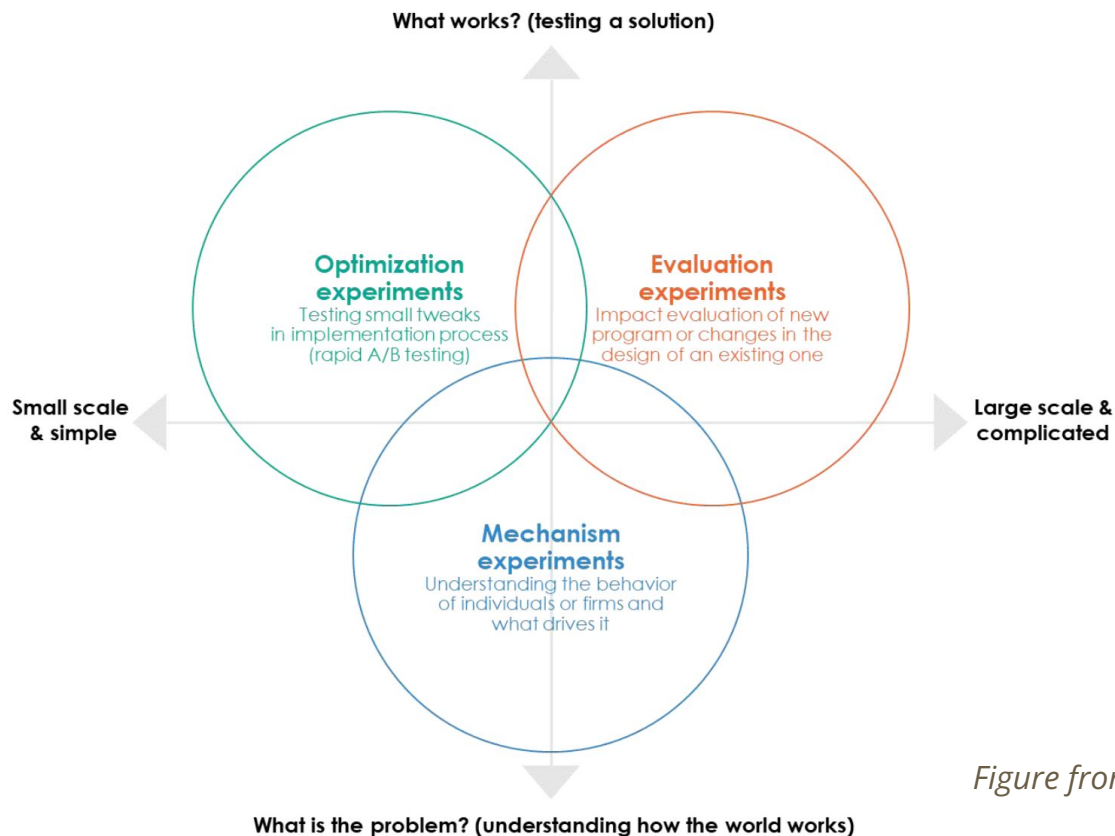 What works? (testing a solution)
Optimization
experiments
Testing small tweaks
in implementation process
(rapid A/B testing)
Evaluation
experiments
Impact evaluation of new
program or changes in the
design of an existing one
Small scale
& simple
Large scale &
complicated
Mechanism
experiments
Understanding the behavior
of individuals or firms and
what drives it
Figure from
What is the problem? (understanding how the world works)